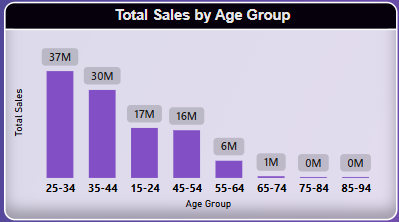 Total Sales by Age Group
Total Sales
37M
30M
17M
16M
6M
1M
0M
0M
25-34 35-44 15-24 45-54 55-64 65-74 75-84 85-94
Age Group